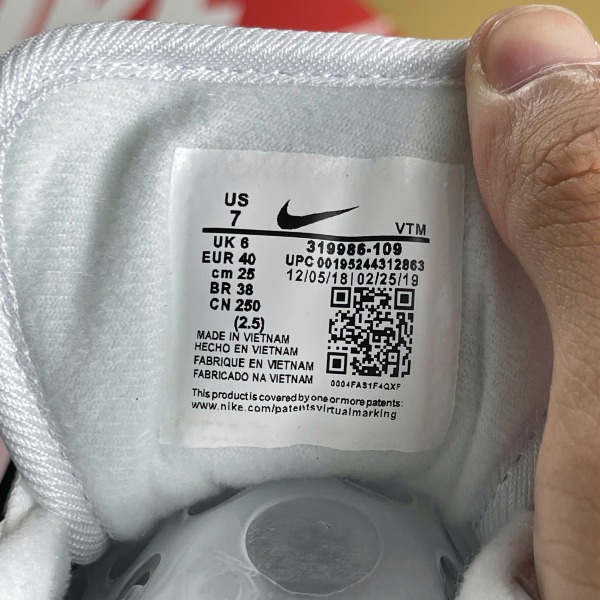 US
7
VTM
UK 6
EUR 40
cm 25
BR 38
CN 250
(2.5)
319986-109
UPC 00195244312863
12/05/18|02/25/19
0004FAS1F4QXF
MADE IN VIETNAM
HECHO EN VIETNAM
FABRIQUE EN VIETNAM
FABRICADO NA VIETNAM
This product is covered by one or more patents:
www.nike.com/patentsvirtualmarking